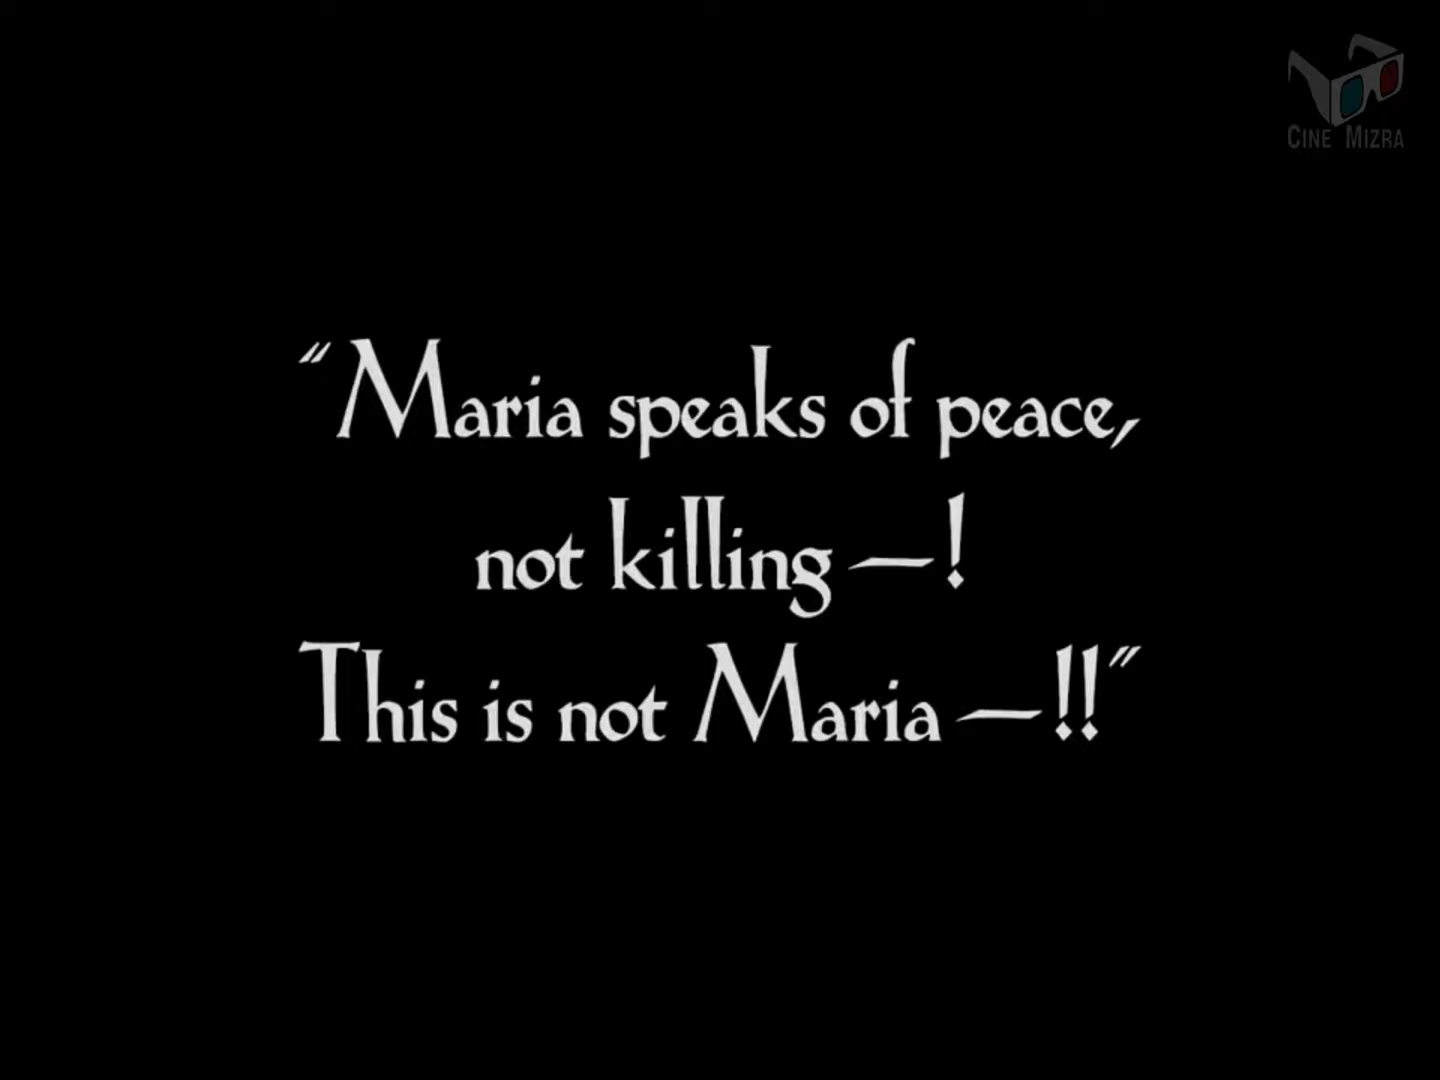 CINE MIZRA
"Maria speaks of peace,
not killing —!
This is not Maria —!!"